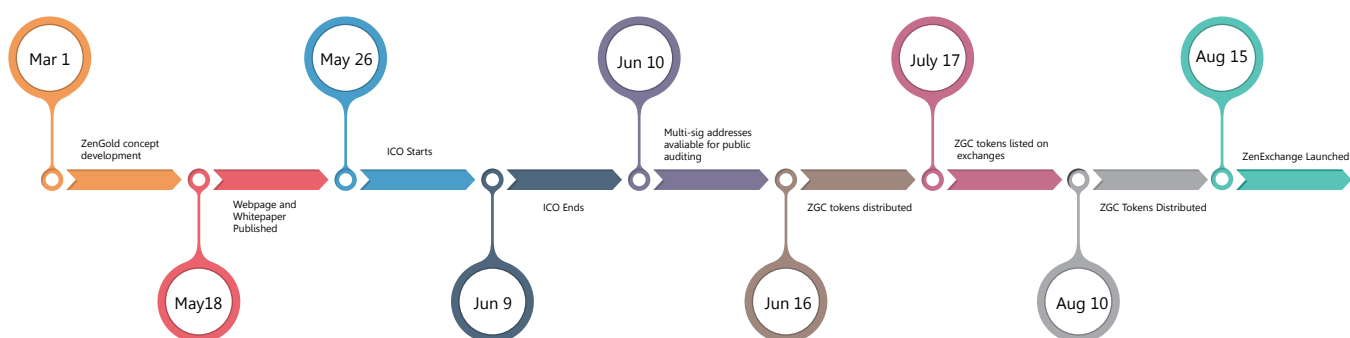 Mar 1
ZenGold concept
development
May18
Webpage and
Whitepaper
Published
May 26
ICO Starts
Jun 9
ICO Ends
Jun 10
Multi-sig addresses
avaliable for public
auditing
Jun 16
ZGC tokens distributed
July 17
ZGC tokens listed on
exchanges
Aug 10
ZGC Tokens Distributed
Aug 15
ZenExchange Launched